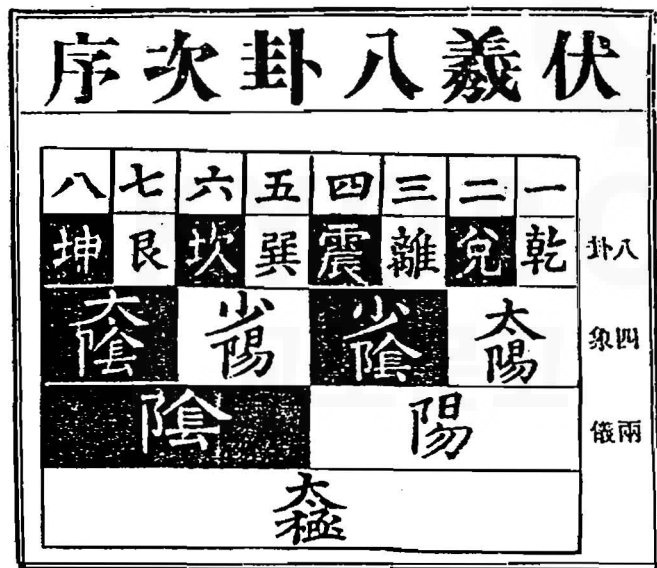 伏羲八卦次序
一 二 三 四 五 六 七 八
八卦 乾 兌 離 震 巽 坎 艮 坤
四象 太陽 少陰 少陽 太陰
兩儀 陽 陰
太極